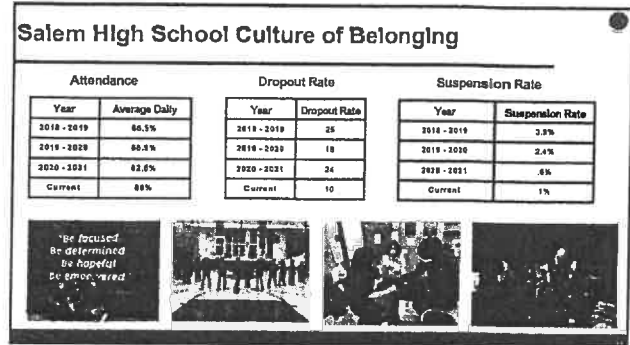 Salem High School Culture of Belonging
Attendance
Year Average Daily
2018 - 2019
2019 - 2020
2020 - 2021
Current
Dropout Rate
Year Dropout Rate
2018 - 2019 25
2019 - 2020
2020 - 2021 24
Current 10
Suspension Rate
Year Suspension Rate
2018 - 2019
2019 - 2020 2.4%
2020 - 2021
Current 1%
"Be focused
Be determined
Be hopeful
Be empowered"